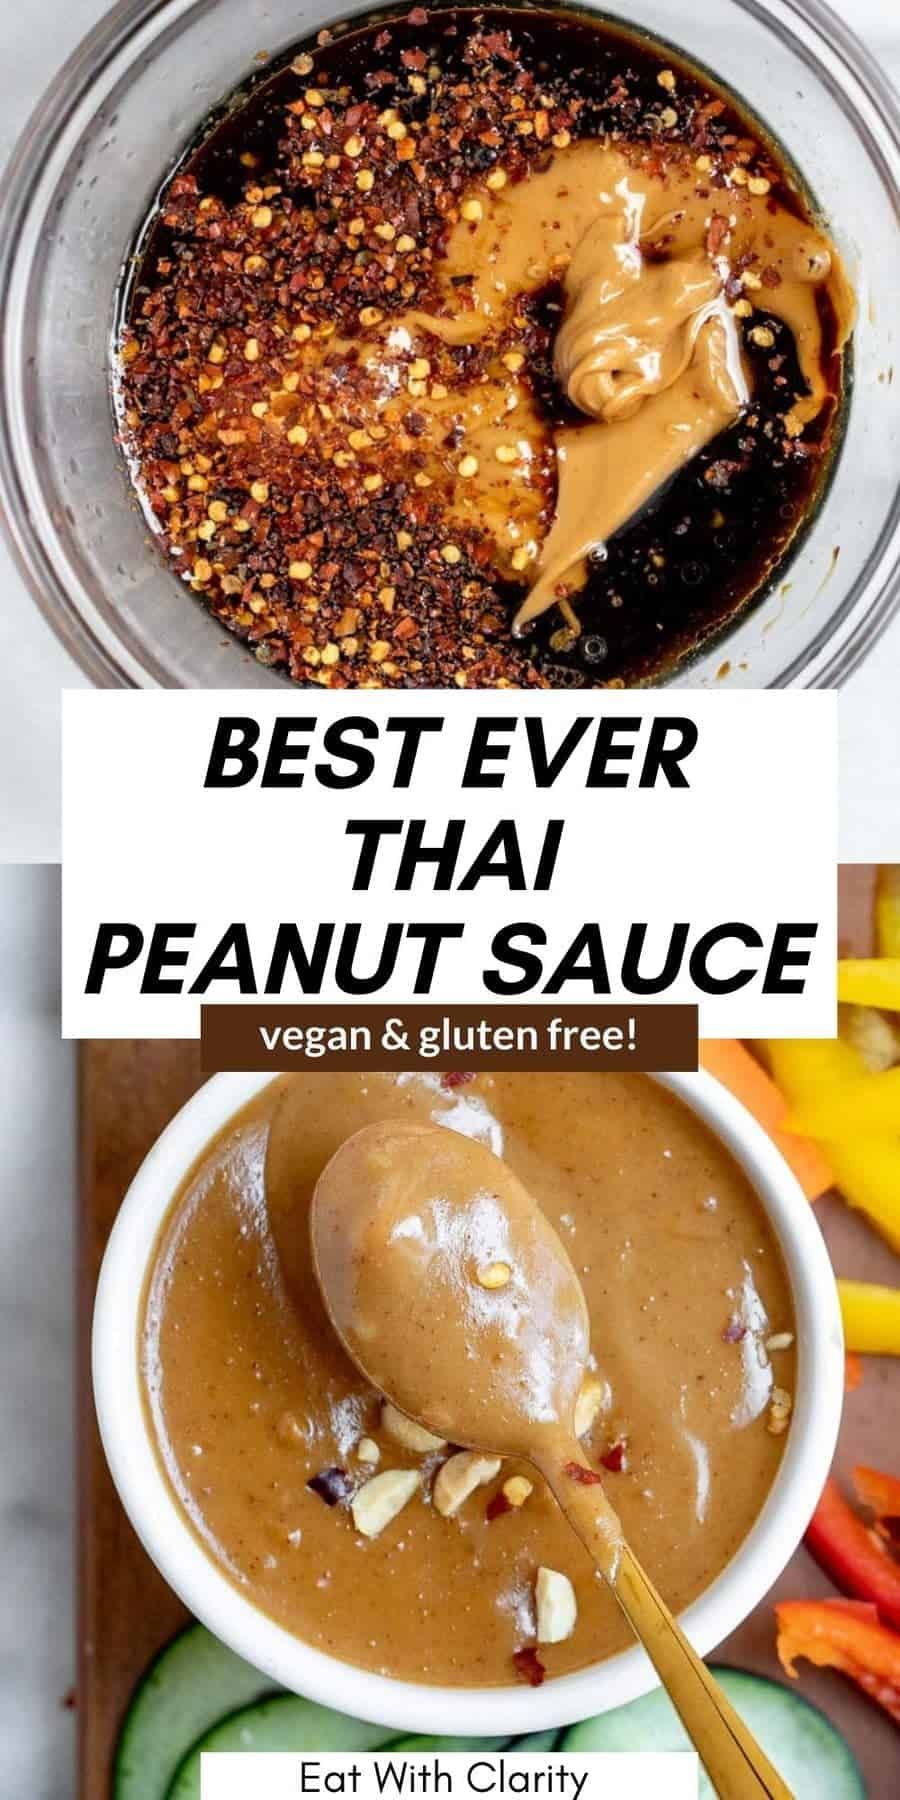 BEST EVER
THAI
PEANUT SAUCE
vegan & gluten free!
Eat With Clarity